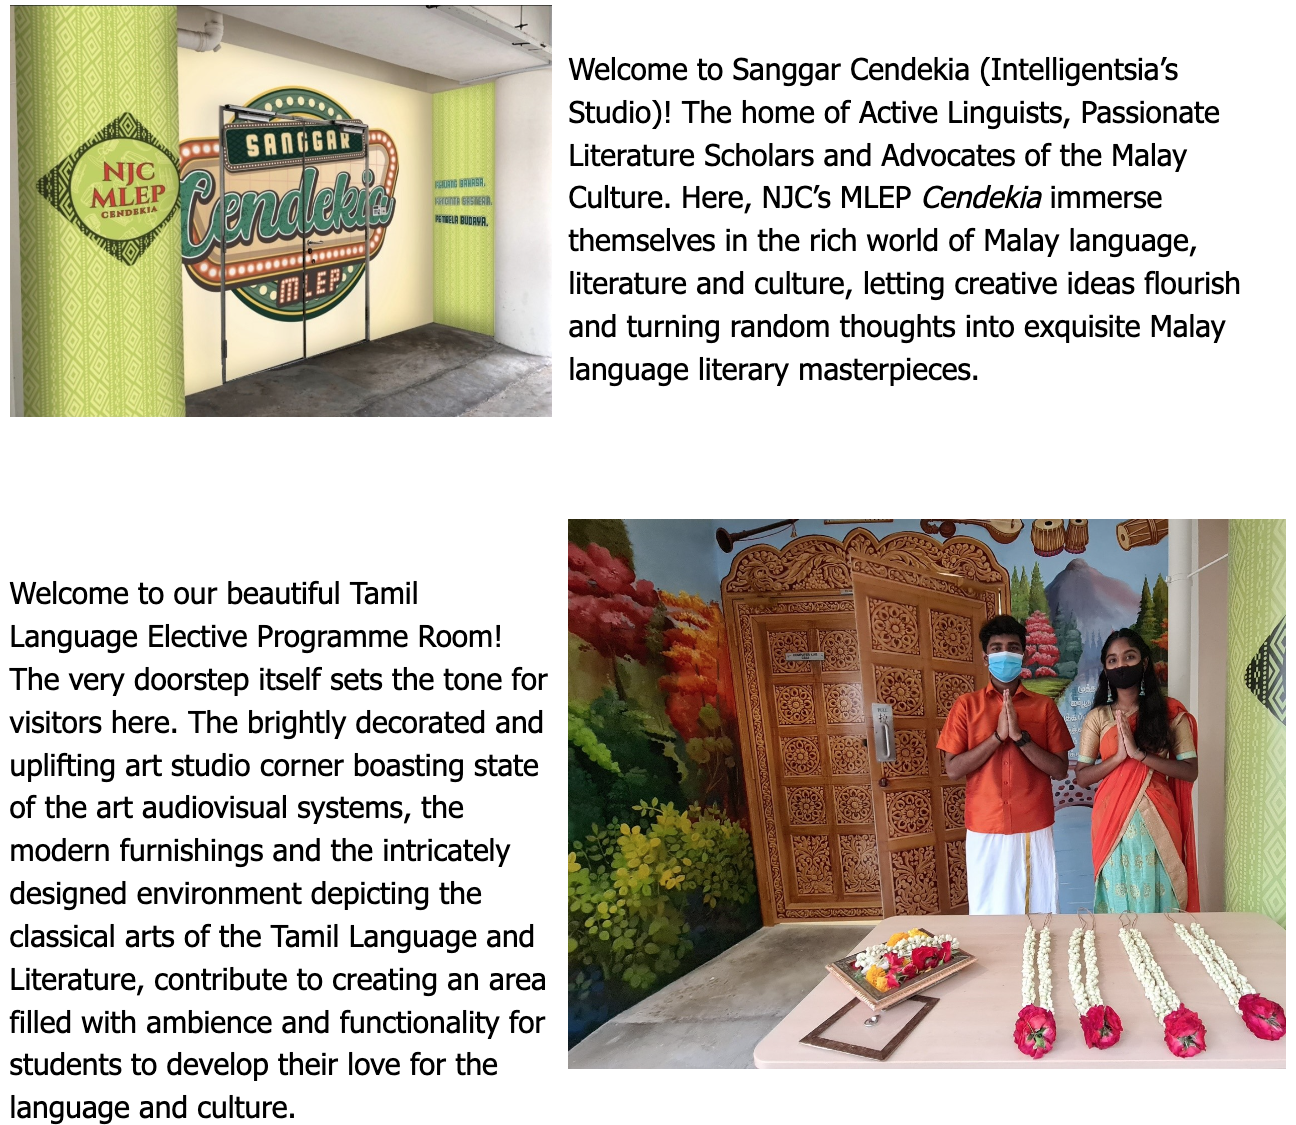 NJC
MLEP
CENDEKIA
SANGGAR
Cendekia
MLEP
PEMBELA BUDAYA.
Welcome to Sanggar Cendekia (Intelligentsia’s
Studio)! The home of Active Linguists, Passionate
Literature Scholars and Advocates of the Malay
Culture. Here, NJC’s MLEP Cendekia immerse
themselves in the rich world of Malay language,
literature and culture, letting creative ideas flourish
and turning random thoughts into exquisite Malay
language literary masterpieces.
Welcome to our beautiful Tamil
Language Elective Programme Room!
The very doorstep itself sets the tone for
visitors here. The brightly decorated and
uplifting art studio corner boasting state
of the art audiovisual systems, the
modern furnishings and the intricately
designed environment depicting the
classical arts of the Tamil Language and
Literature, contribute to creating an area
filled with ambience and functionality for
students to develop their love for the
language and culture.